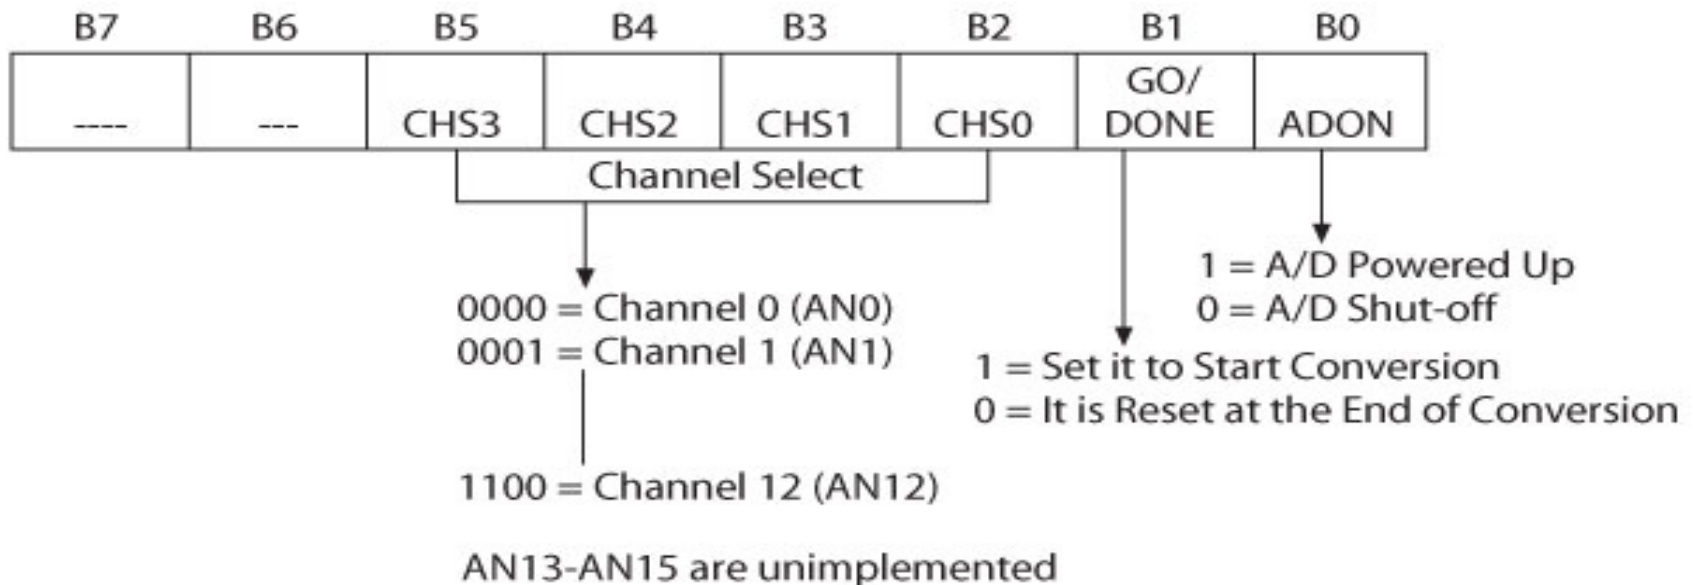 B7 B6 B5 B4 B3 B2 B1 B0
---- --- CHS3 CHS2 CHS1 CHS0 GO/
DONE ADON
Channel Select
1 = A/D Powered Up
0 = A/D Shut-off
0000 = Channel 0 (AN0)
0001 = Channel 1 (AN1)
1 = Set it to Start Conversion
0 = It is Reset at the End of Conversion
1100 = Channel 12 (AN12)
AN13-AN15 are unimplemented